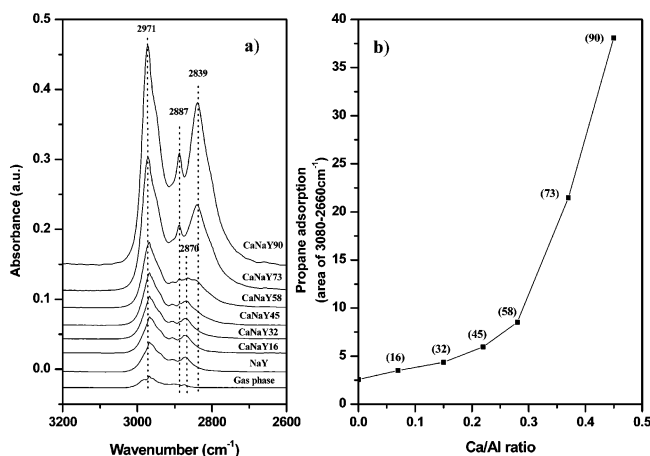 a)
2971
2839
2887
2870
CaNaY90
CaNaY73
CaNaY58
CaNaY45
CaNaY32
CaNaY16
NaY
Gas phase
0.5
0.4
0.3
0.2
0.1
0.0
Absorbance (a.u.)
3200
3000
2800
2600
Wavenumber (cm⁻¹)
b)
(90)
(73)
(58)
(45)
(32)
(16)
40
35
30
25
20
15
10
5
0
Propane adsorption
(area of 3080-2660cm⁻¹)
0.0
0.1
0.2
0.3
0.4
0.5
Ca/Al ratio